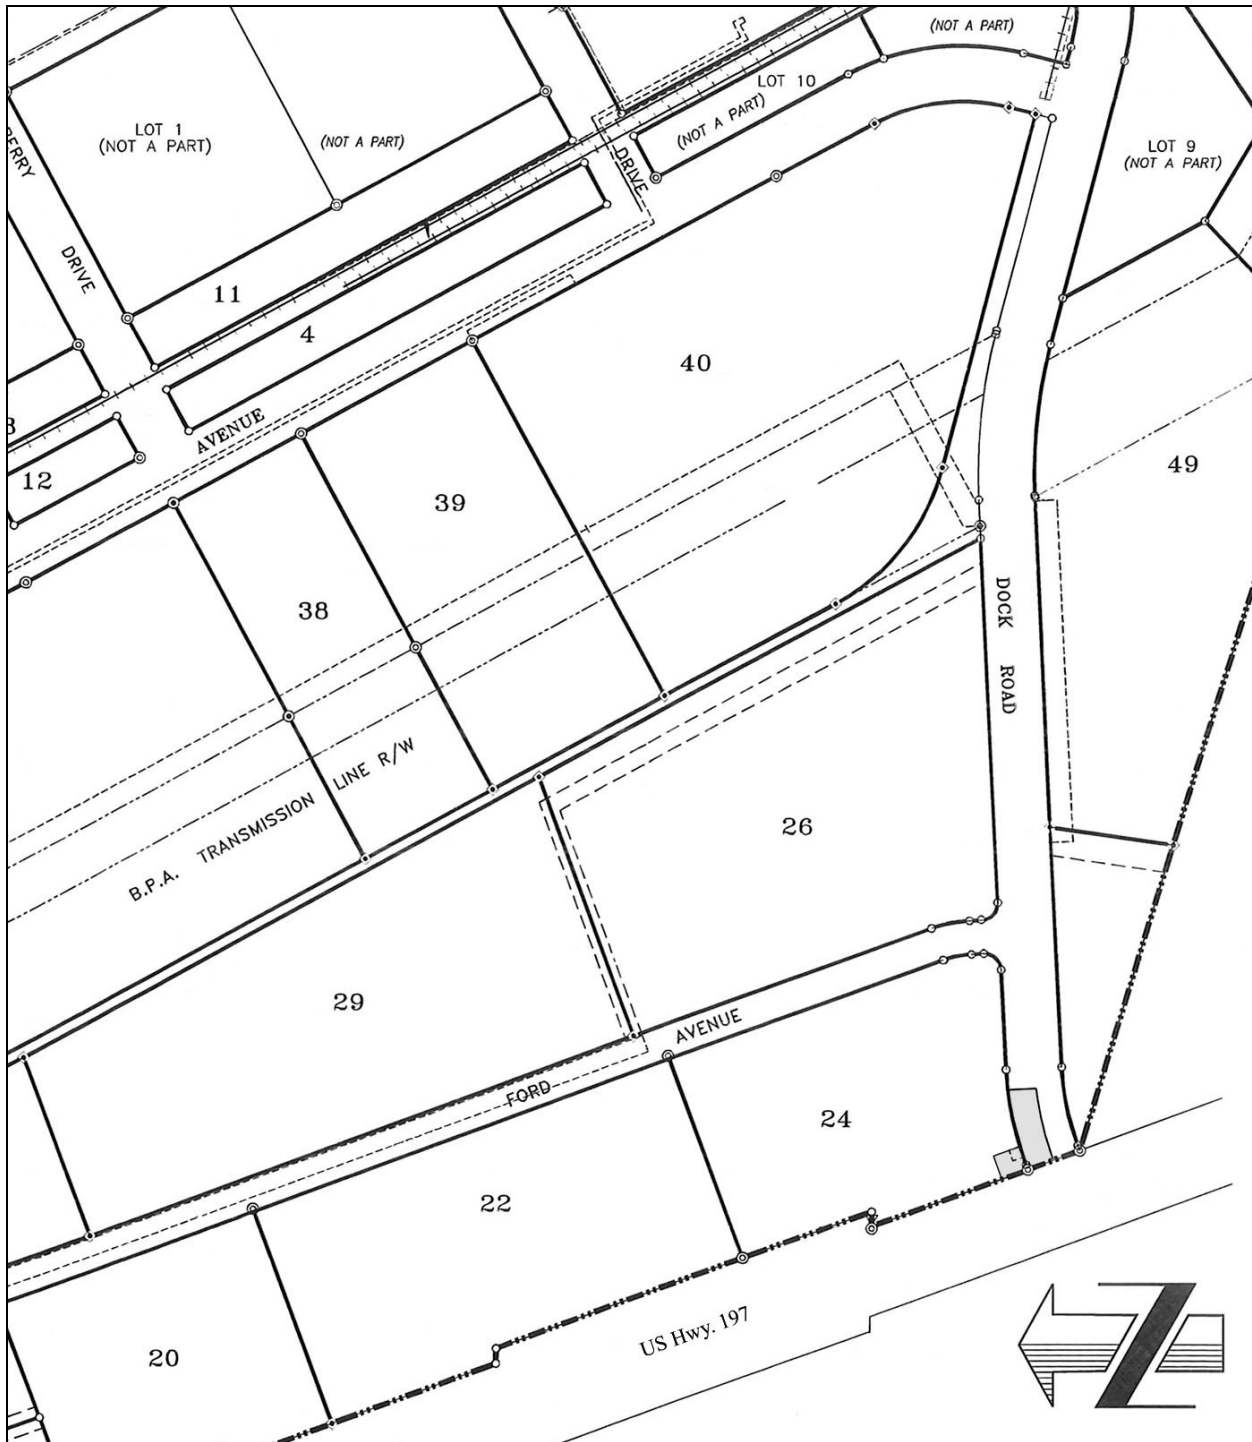 (NOT A PART)
LOT 10
(NOT A PART)
LOT 1
(NOT A PART)
(NOT A PART)
LOT 9
(NOT A PART)
DRIVE
DRIVE
11
4
40
AVENUE
12
39
49
38
DOCK ROAD
B.P.A. TRANSMISSION LINE R/W
26
29
FORD AVENUE
24
22
US Hwy. 197
20